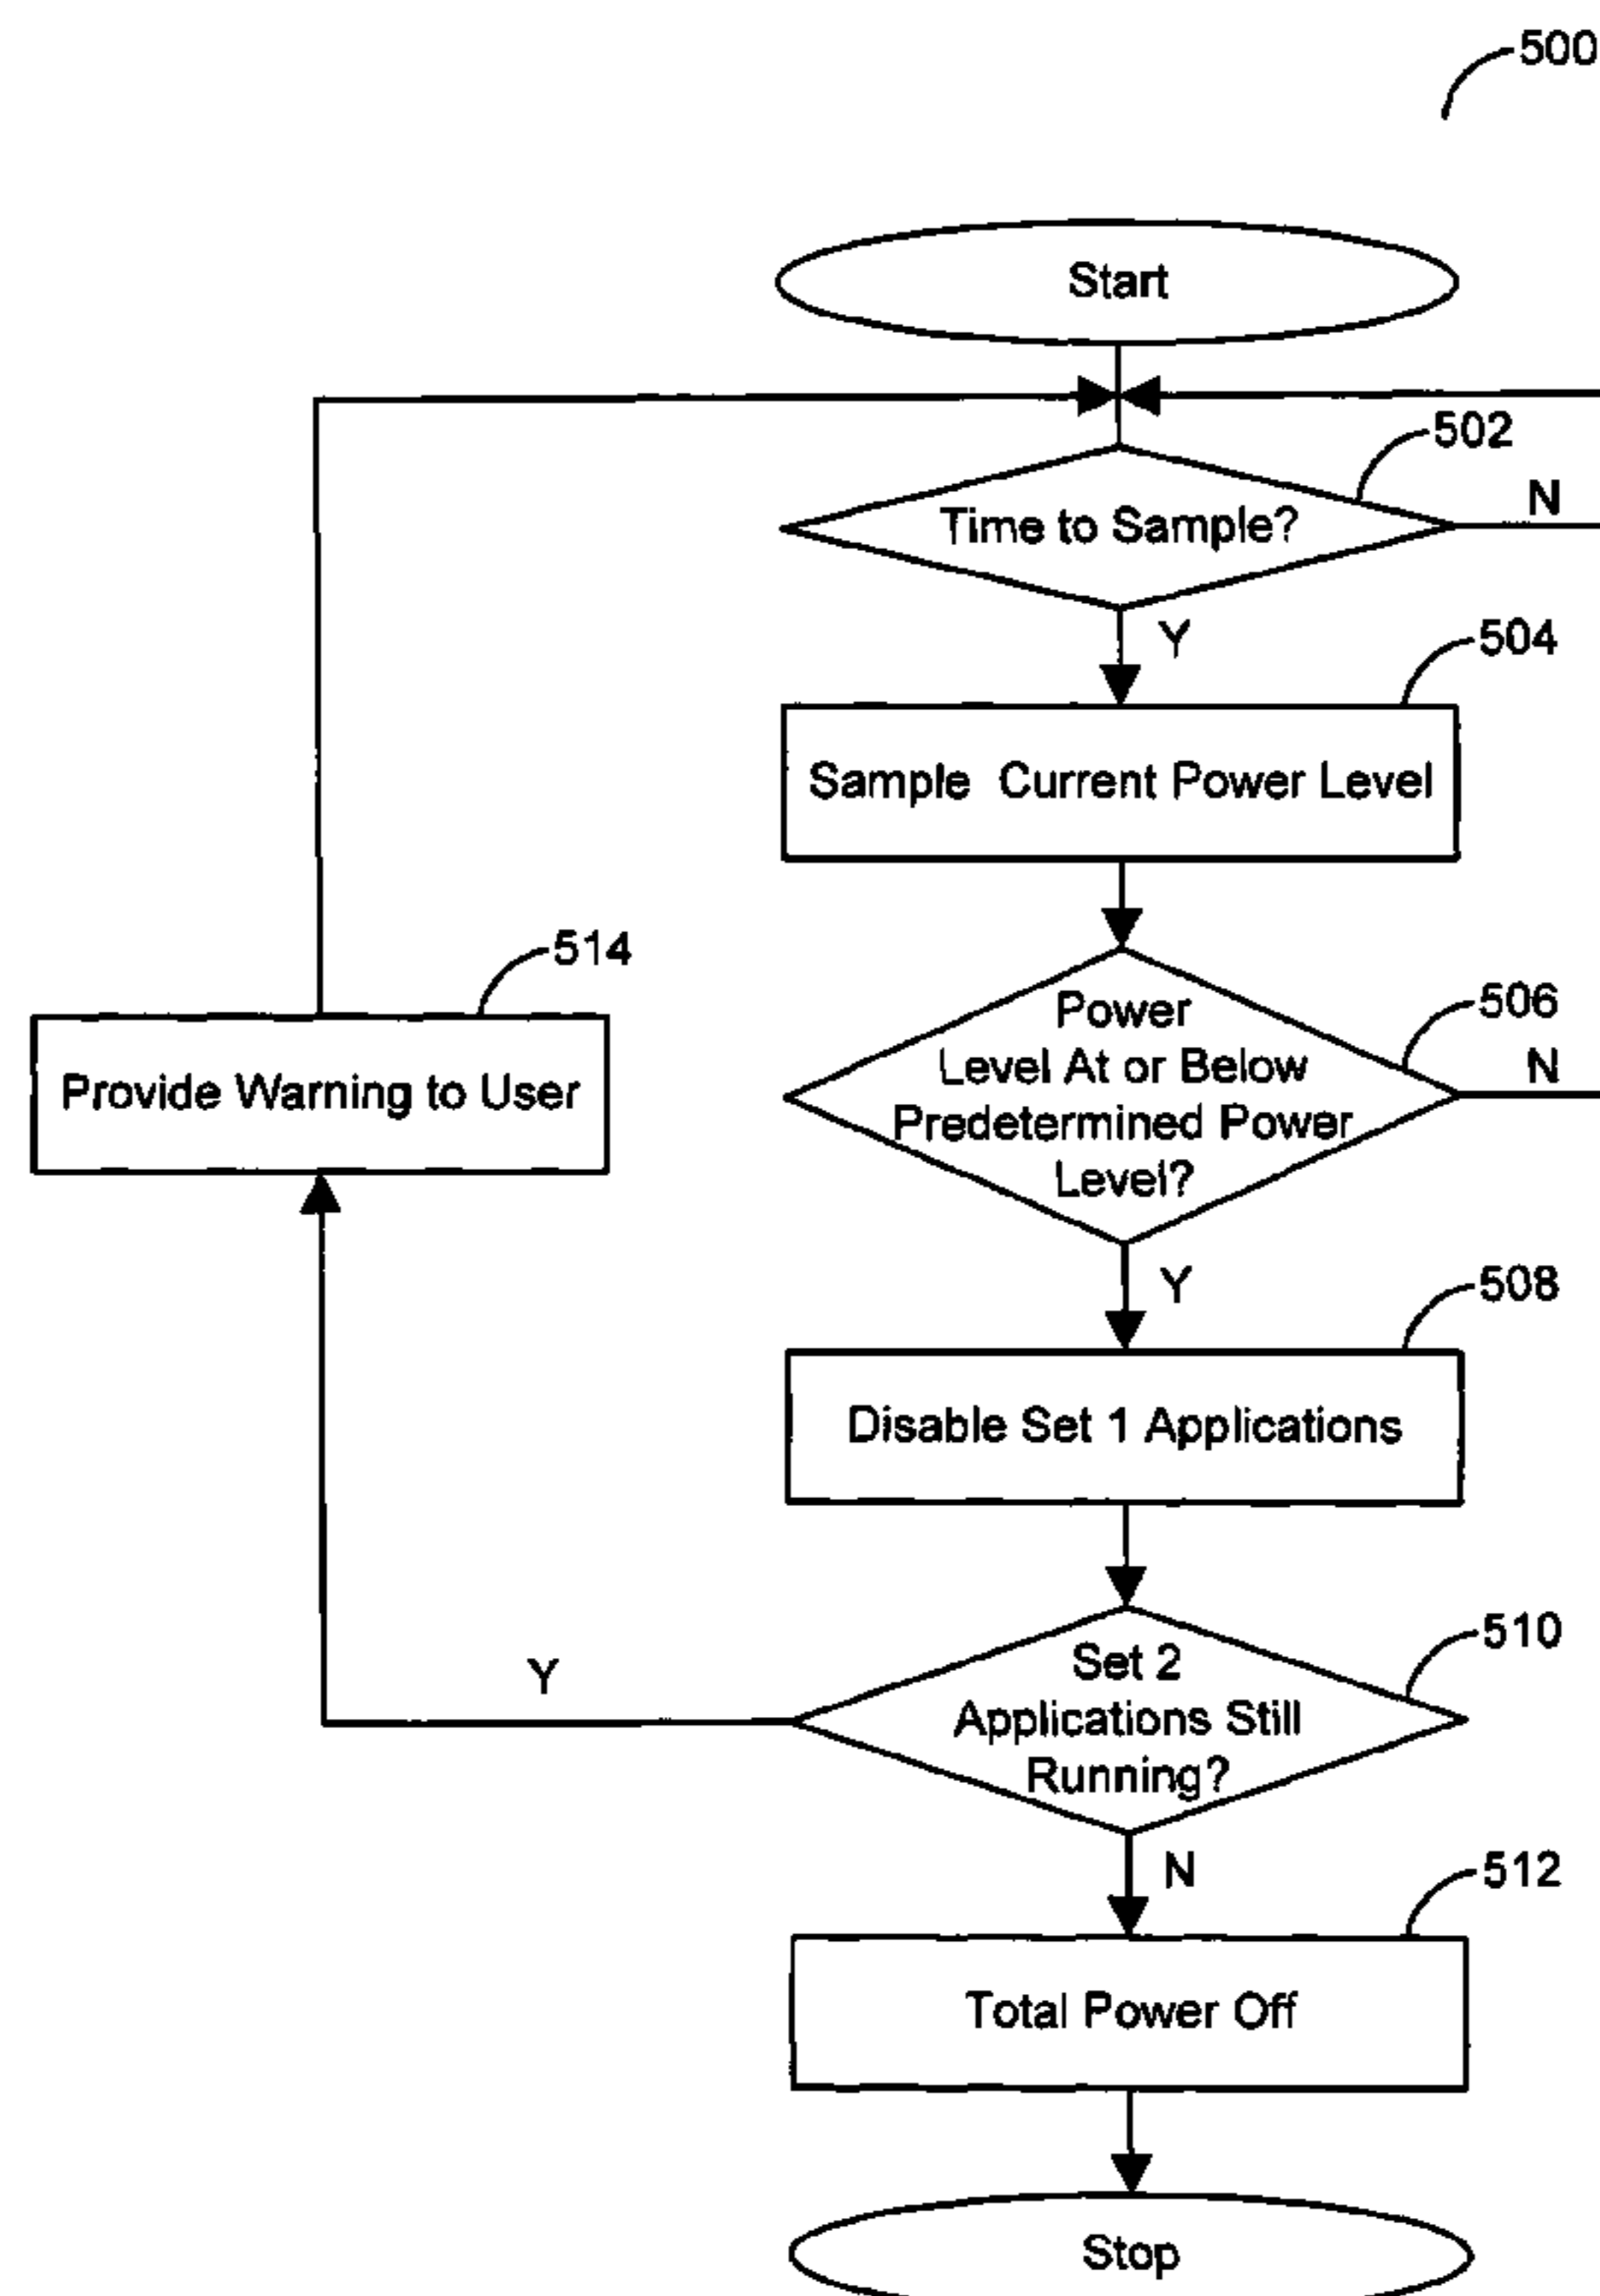 500
Start
502
Time to Sample?
N
Y
504
Sample Current Power Level
514
Provide Warning to User
506
Power
Level At or Below
Predetermined Power
Level?
N
Y
508
Disable Set 1 Applications
510
Set 2
Applications Still
Running?
Y
N
512
Total Power Off
Stop